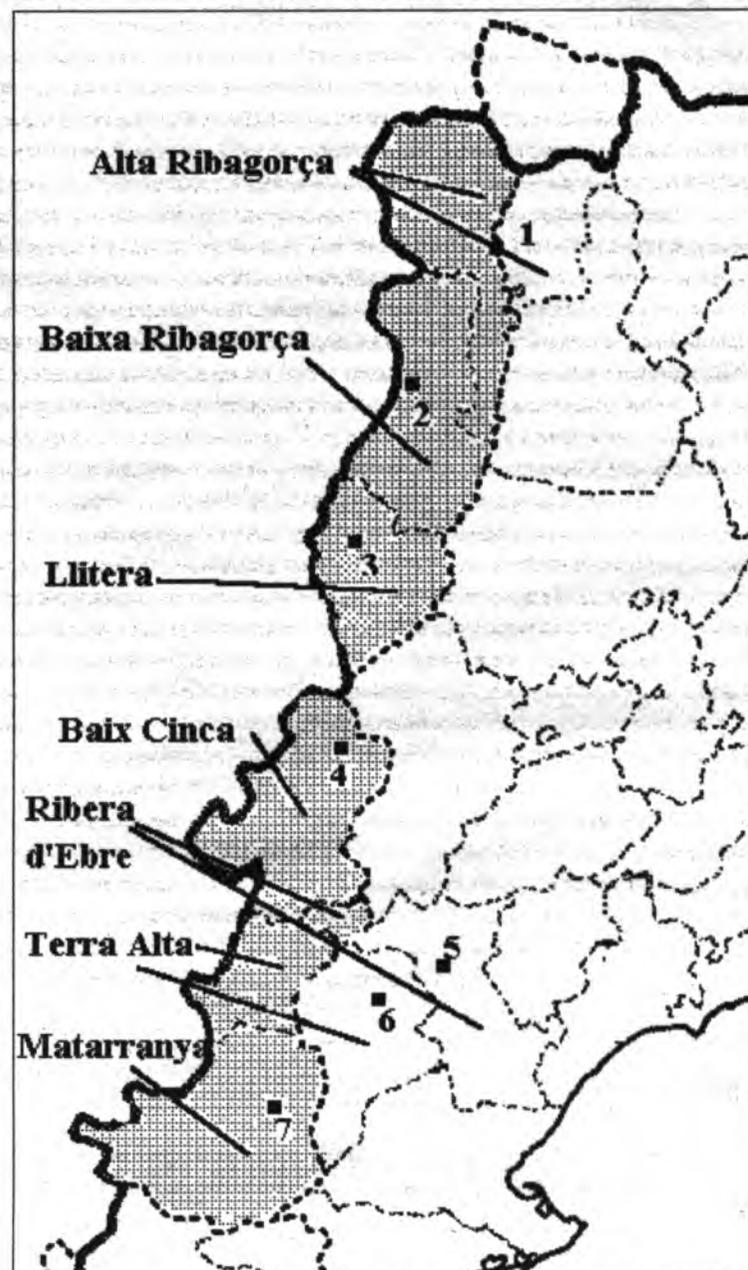 Alta Ribagorça
1
Baixa Ribagorça
2
3
Llitera
Baix Cinca
4
Ribera
d'Ebre
5
Terra Alta
6
Matarranya
7